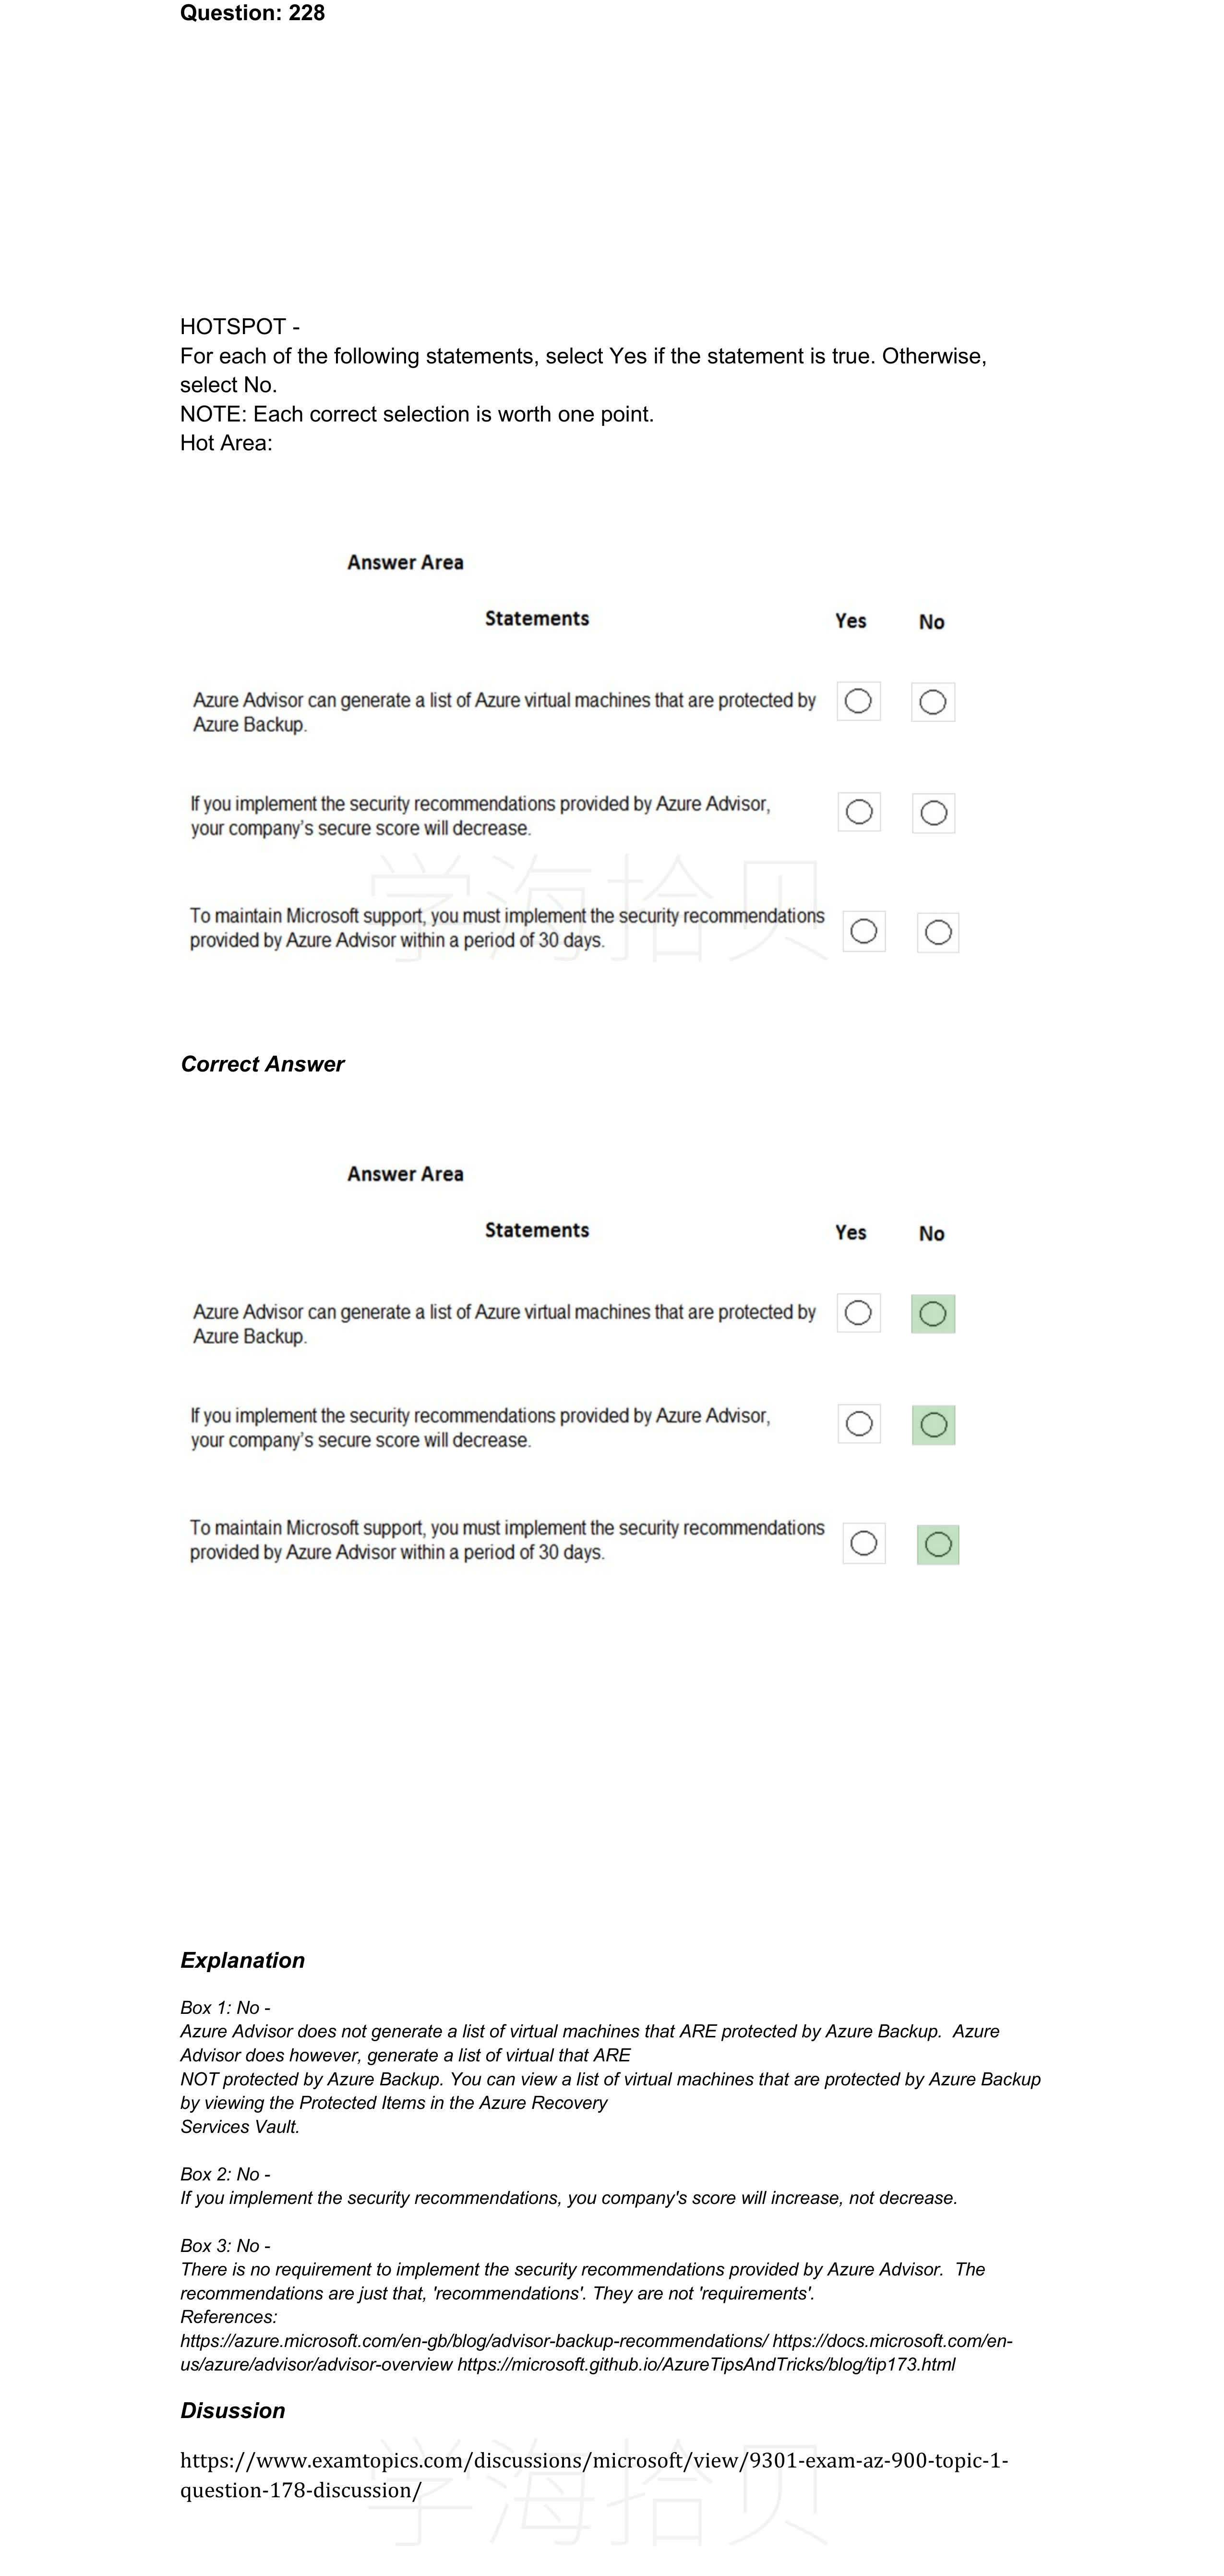 Question: 228
HOTSPOT -
For each of the following statements, select Yes if the statement is true. Otherwise,
select No.
NOTE: Each correct selection is worth one point.
Hot Area:
Answer Area
Statements Yes No
Azure Advisor can generate a list of Azure virtual machines that are protected by
Azure Backup.
If you implement the security recommendations provided by Azure Advisor,
your company's secure score will decrease.
学海拾贝
To maintain Microsoft support, you must implement the security recommendations
provided by Azure Advisor within a period of 30 days.
Correct Answer
Answer Area
Statements Yes No
Azure Advisor can generate a list of Azure virtual machines that are protected by
Azure Backup.
If you implement the security recommendations provided by Azure Advisor,
your company's secure score will decrease.
To maintain Microsoft support, you must implement the security recommendations
provided by Azure Advisor within a period of 30 days.
Explanation
Box 1: No -
Azure Advisor does not generate a list of virtual machines that ARE protected by Azure Backup.  Azure
Advisor does however, generate a list of virtual that ARE
NOT protected by Azure Backup. You can view a list of virtual machines that are protected by Azure Backup
by viewing the Protected Items in the Azure Recovery
Services Vault.
Box 2: No -
If you implement the security recommendations, you company's score will increase, not decrease.
Box 3: No -
There is no requirement to implement the security recommendations provided by Azure Advisor.  The
recommendations are just that, 'recommendations'. They are not 'requirements'.
References:
https://azure.microsoft.com/en-gb/blog/advisor-backup-recommendations/ https://docs.microsoft.com/en-
us/azure/advisor/advisor-overview https://microsoft.github.io/AzureTipsAndTricks/blog/tip173.html
Disussion
https://www.examtopics.com/discussions/microsoft/view/9301-exam-az-900-topic-1-
question-178-discussion/
学海拾贝